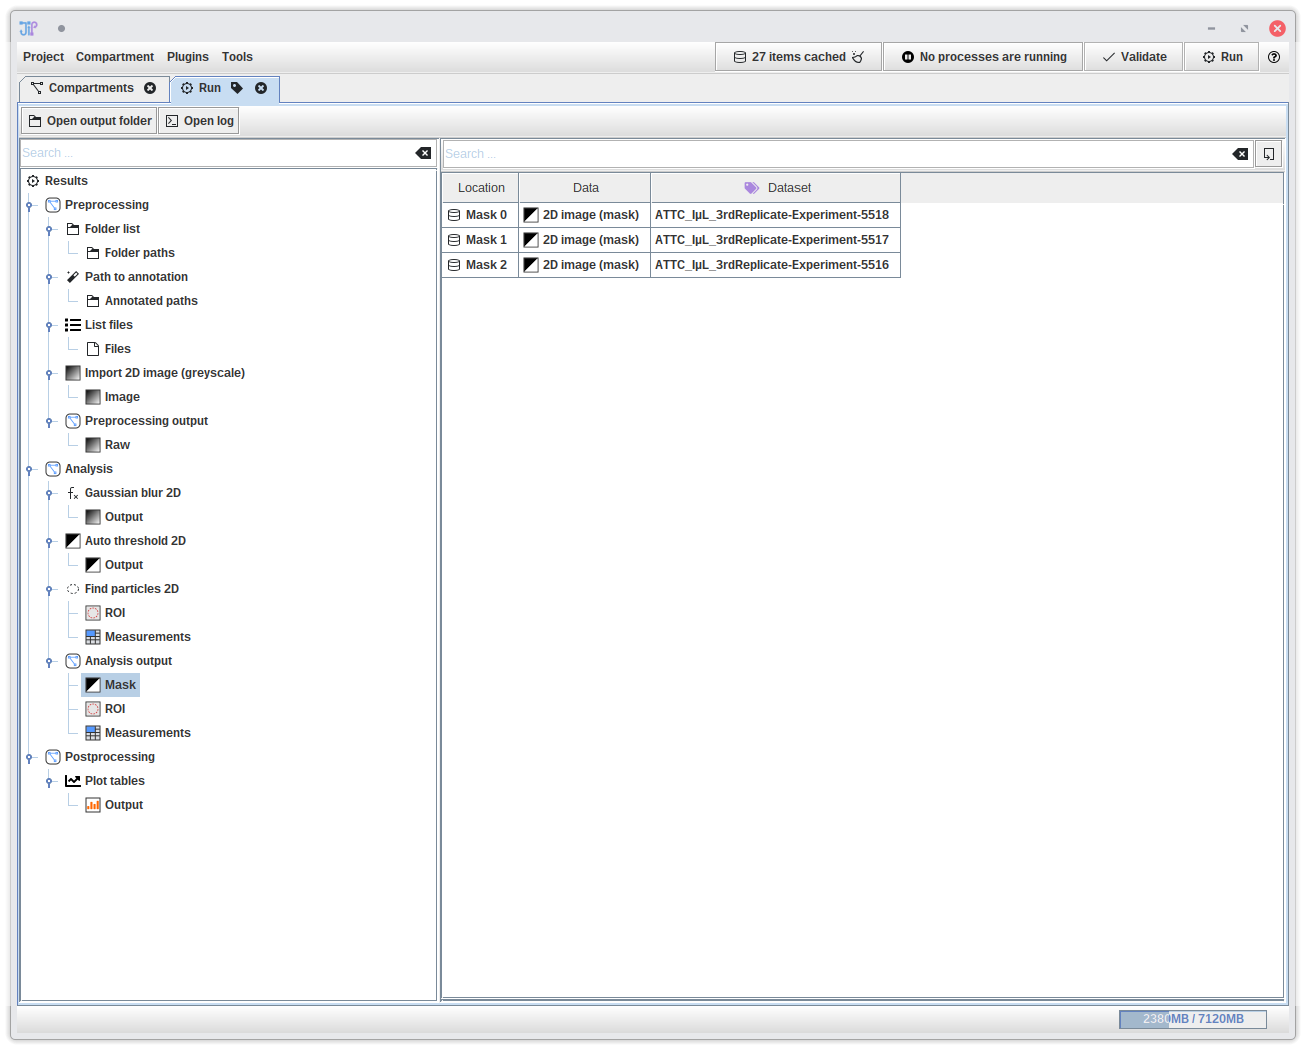 JIP
Project Compartment Plugins Tools 27 items cached No processes are running Validate Run
Compartments Run
Open output folder Open log
Search ... Search ...
Results
Preprocessing
Folder list
Folder paths
Path to annotation
Annotated paths
List files
Files
Import 2D image (greyscale)
Image
Preprocessing output
Raw
Analysis
Gaussian blur 2D
Output
Auto threshold 2D
Output
Find particles 2D
ROI
Measurements
Analysis output
Mask
ROI
Measurements
Postprocessing
Plot tables
Output
Location Data Dataset
Mask 0 2D image (mask) ATTC_IµL_3rdReplicate-Experiment-5518
Mask 1 2D image (mask) ATTC_IµL_3rdReplicate-Experiment-5517
Mask 2 2D image (mask) ATTC_IµL_3rdReplicate-Experiment-5516
2380MB / 7120MB